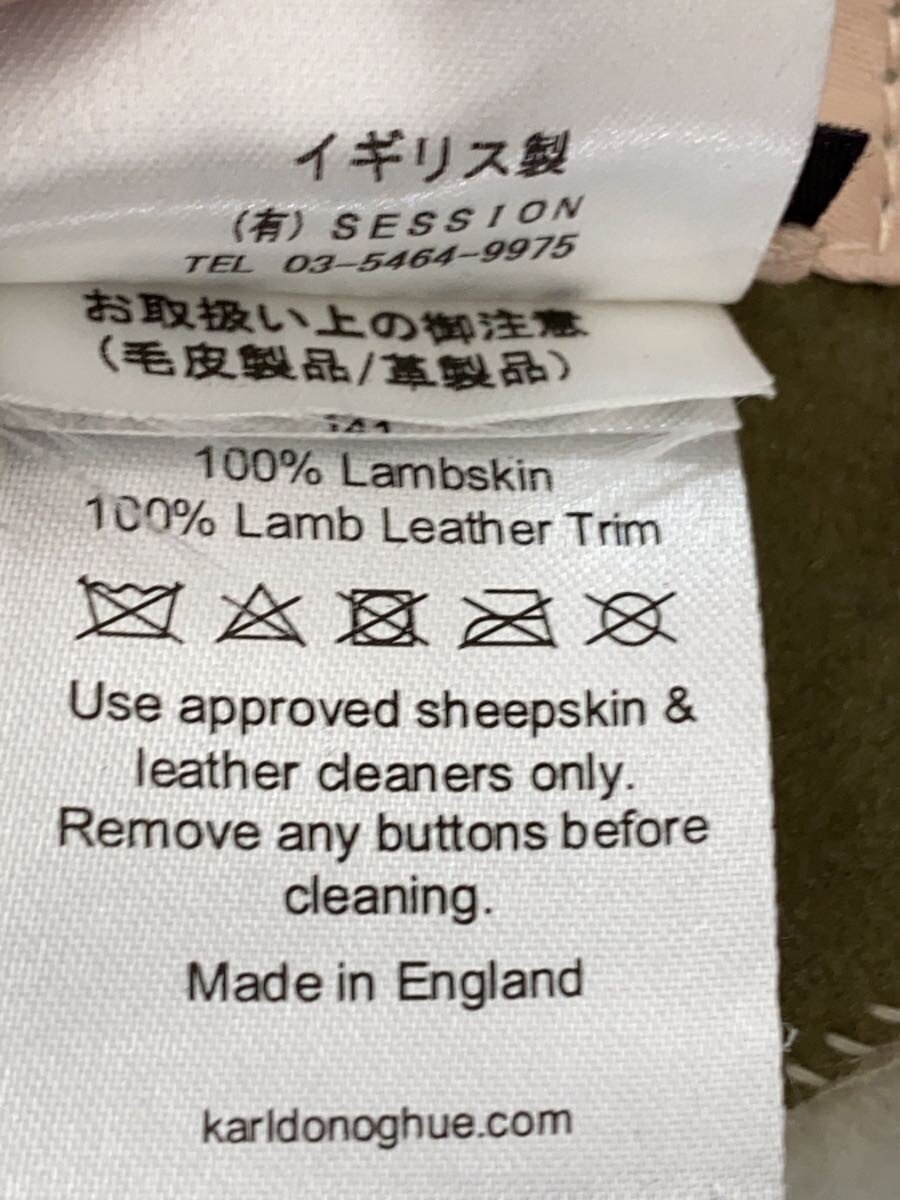 イギリス製
(有) SESSION
TEL 03-5464-9975
お取扱い上の御注意
(毛皮製品/革製品)
100% Lambskin
100% Lamb Leather Trim
Use approved sheepskin &
leather cleaners only.
Remove any buttons before
cleaning.
Made in England
karldonoghue.com